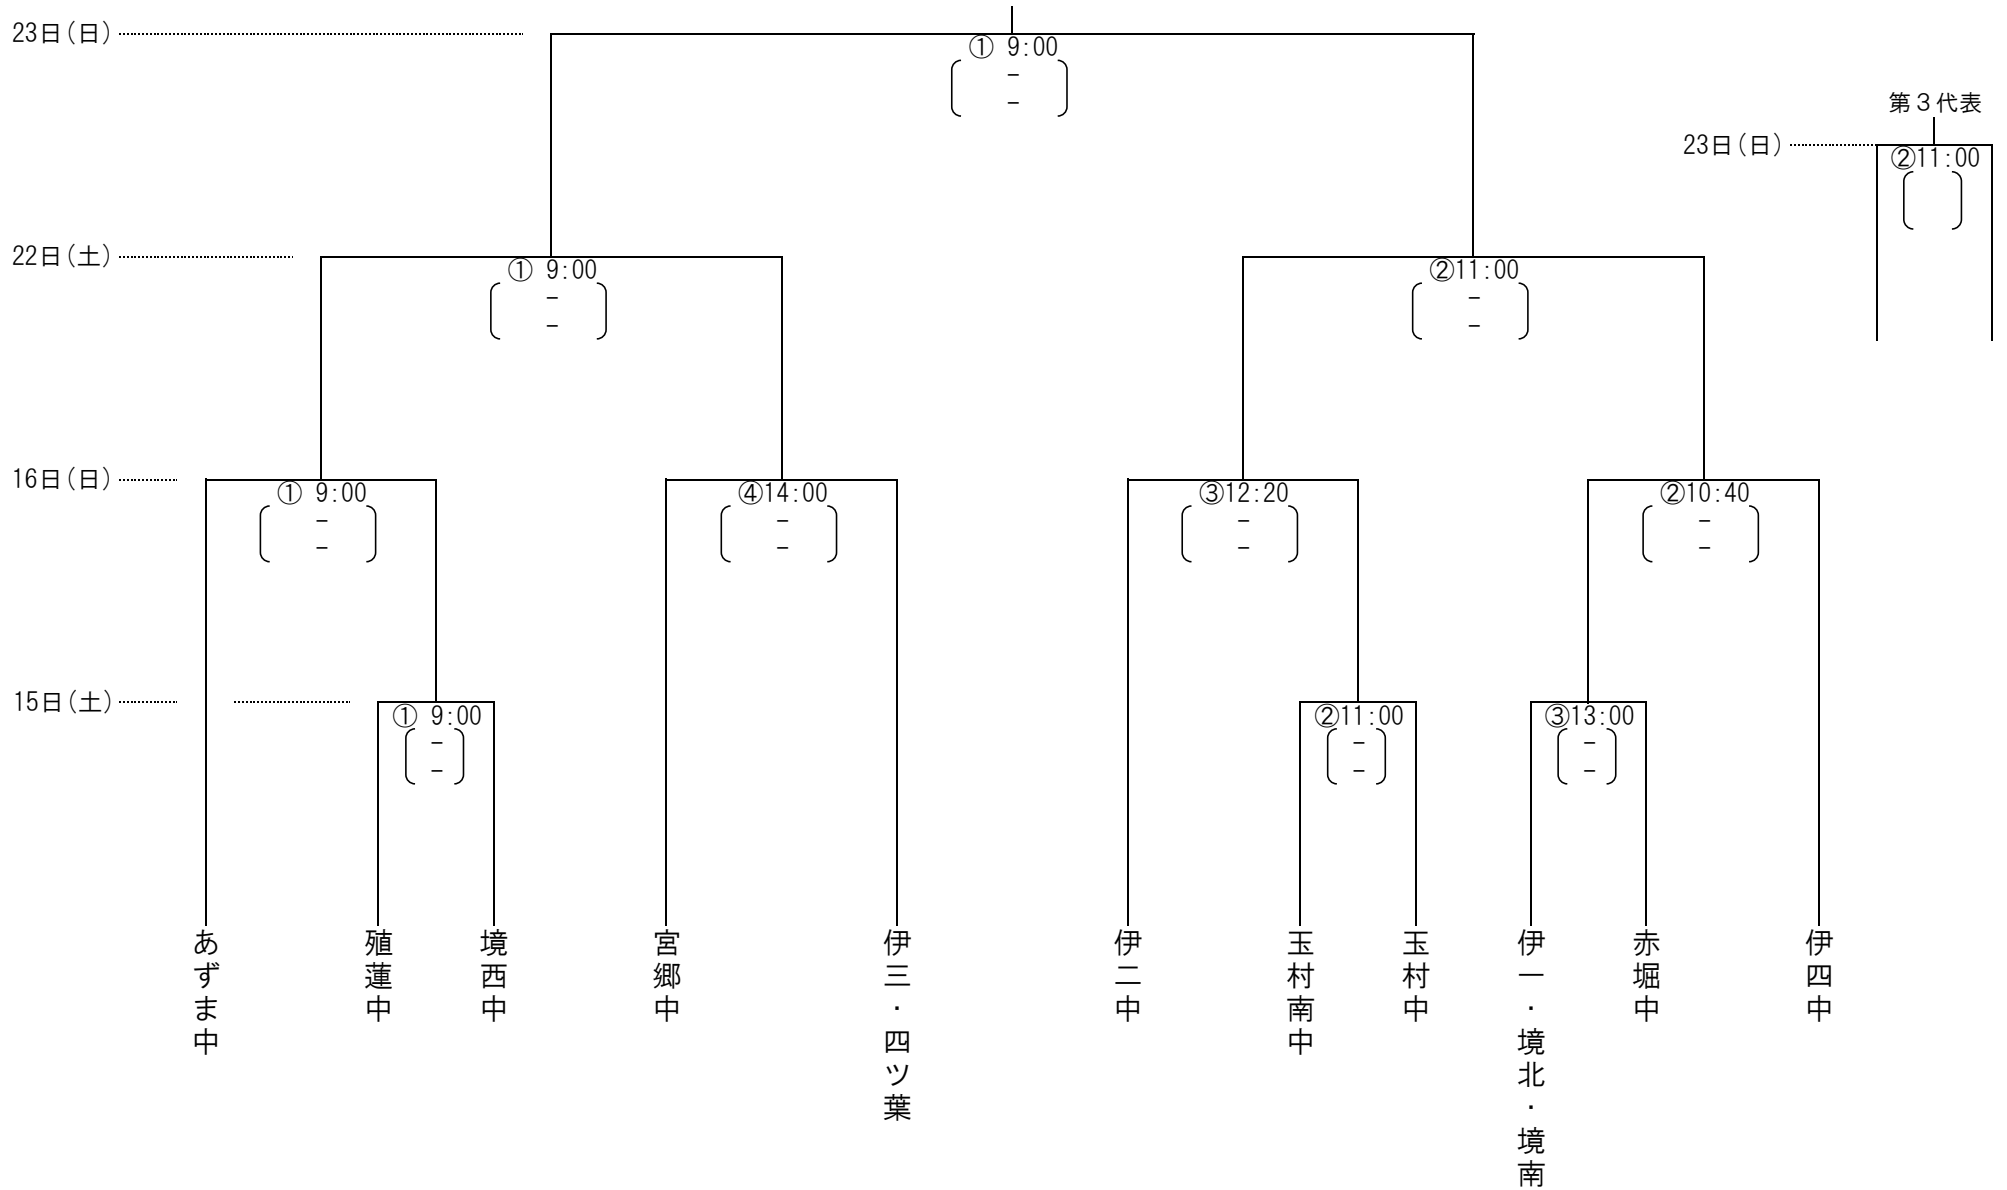 23日(日)
① 9:00
-
-
第３代表
23日(日)
②11:00
22日(土)
① 9:00
-
-
②11:00
-
-
16日(日)
① 9:00
-
-
④14:00
-
-
③12:20
-
-
②10:40
-
-
15日(土)
① 9:00
-
-
②11:00
-
-
③13:00
-
-
あずま中
殖蓮中
境西中
宮郷中
伊三・四ツ葉
伊二中
玉村南中
玉村中
伊一・境北・境南
赤堀中
伊四中